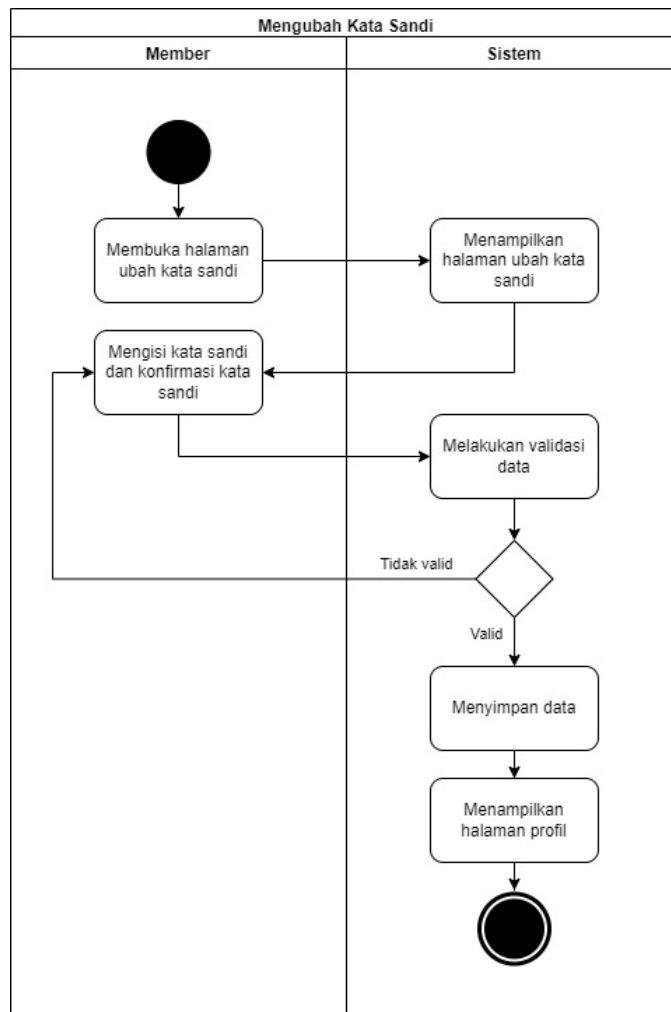 Mengubah Kata Sandi
Member
Sistem
Membuka halaman
ubah kata sandi
Menampilkan
halaman ubah kata
sandi
Mengisi kata sandi
dan konfirmasi kata
sandi
Melakukan validasi
data
Tidak valid
Valid
Menyimpan data
Menampilkan
halaman profil